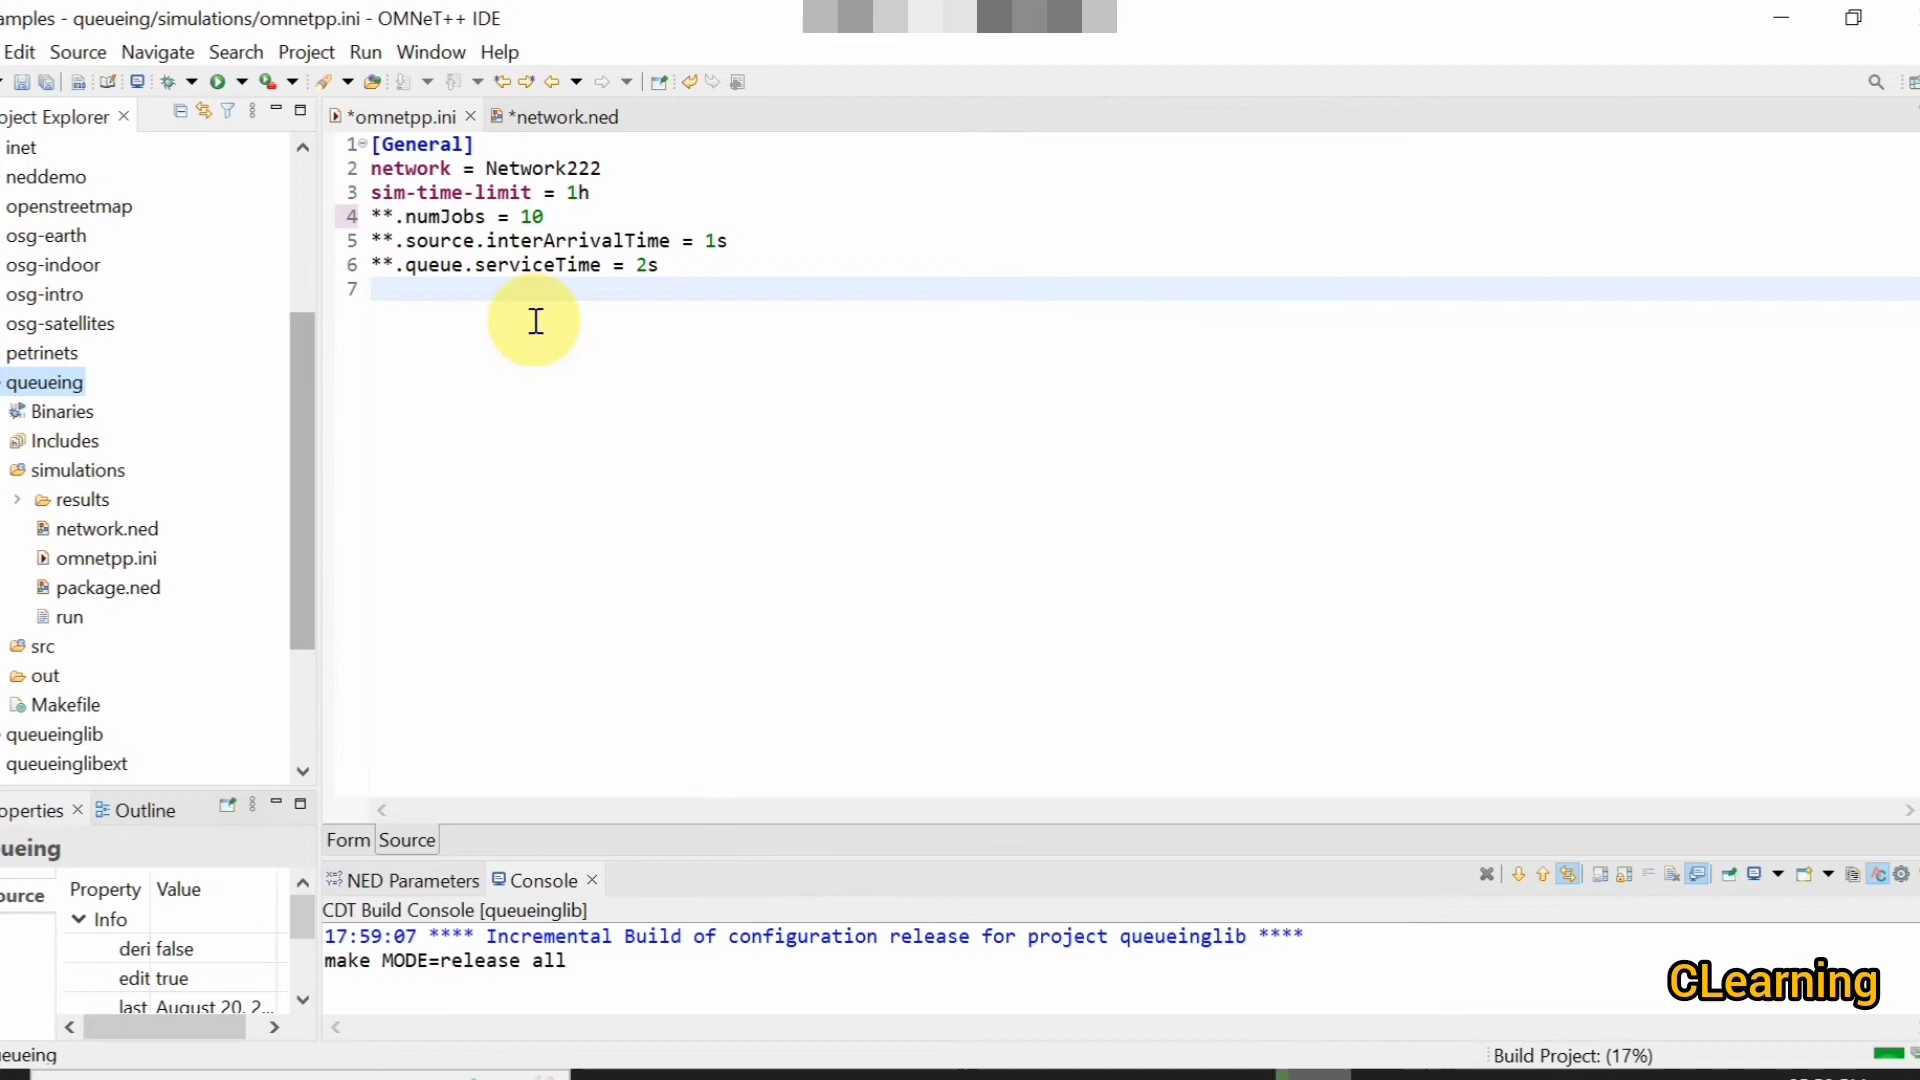 amples - queueing/simulations/omnetpp.ini - OMNeT++ IDE
Edit Source Navigate Search Project Run Window Help
oject Explorer
*omnetpp.ini
*network.ned
inet
neddemo
openstreetmap
osg-earth
osg-indoor
osg-intro
osg-satellites
petrinets
queueing
Binaries
Includes
simulations
results
network.ned
omnetpp.ini
package.ned
run
src
out
Makefile
queueinglib
queueinglibext
1 [General]
2 network = Network222
3 sim-time-limit = 1h
4 **.numJobs = 10
5 **.source.interArrivalTime = 1s
6 **.queue.serviceTime = 2s
7
Form Source
operties
Outline
ueing
ource
Property Value
Info
deri false
edit true
last August 20, 2...
NED Parameters
Console
CDT Build Console [queueinglib]
17:59:07 **** Incremental Build of configuration release for project queueinglib ****
make MODE=release all
CLearning
eueing
Build Project: (17%)